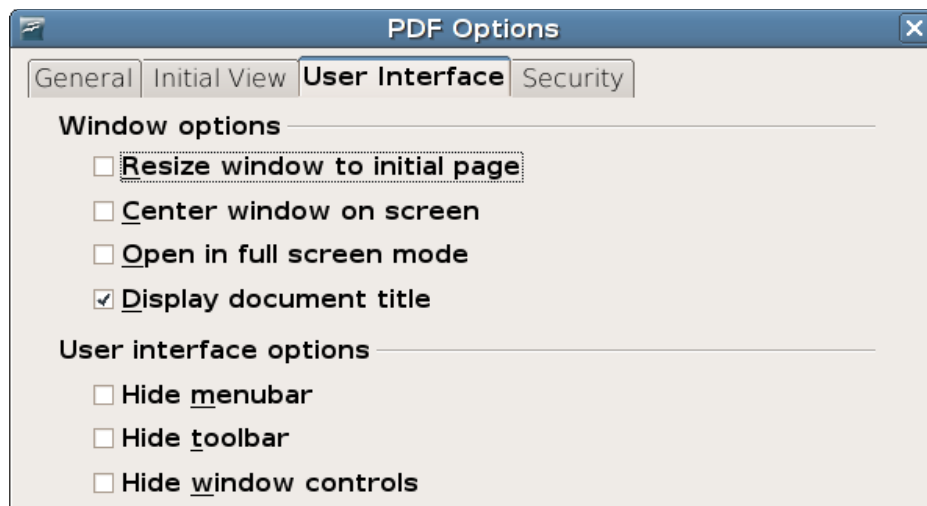 PDF Options
General Initial View User Interface Security
Window options
Resize window to initial page
Center window on screen
Open in full screen mode
Display document title
User interface options
Hide menubar
Hide toolbar
Hide window controls